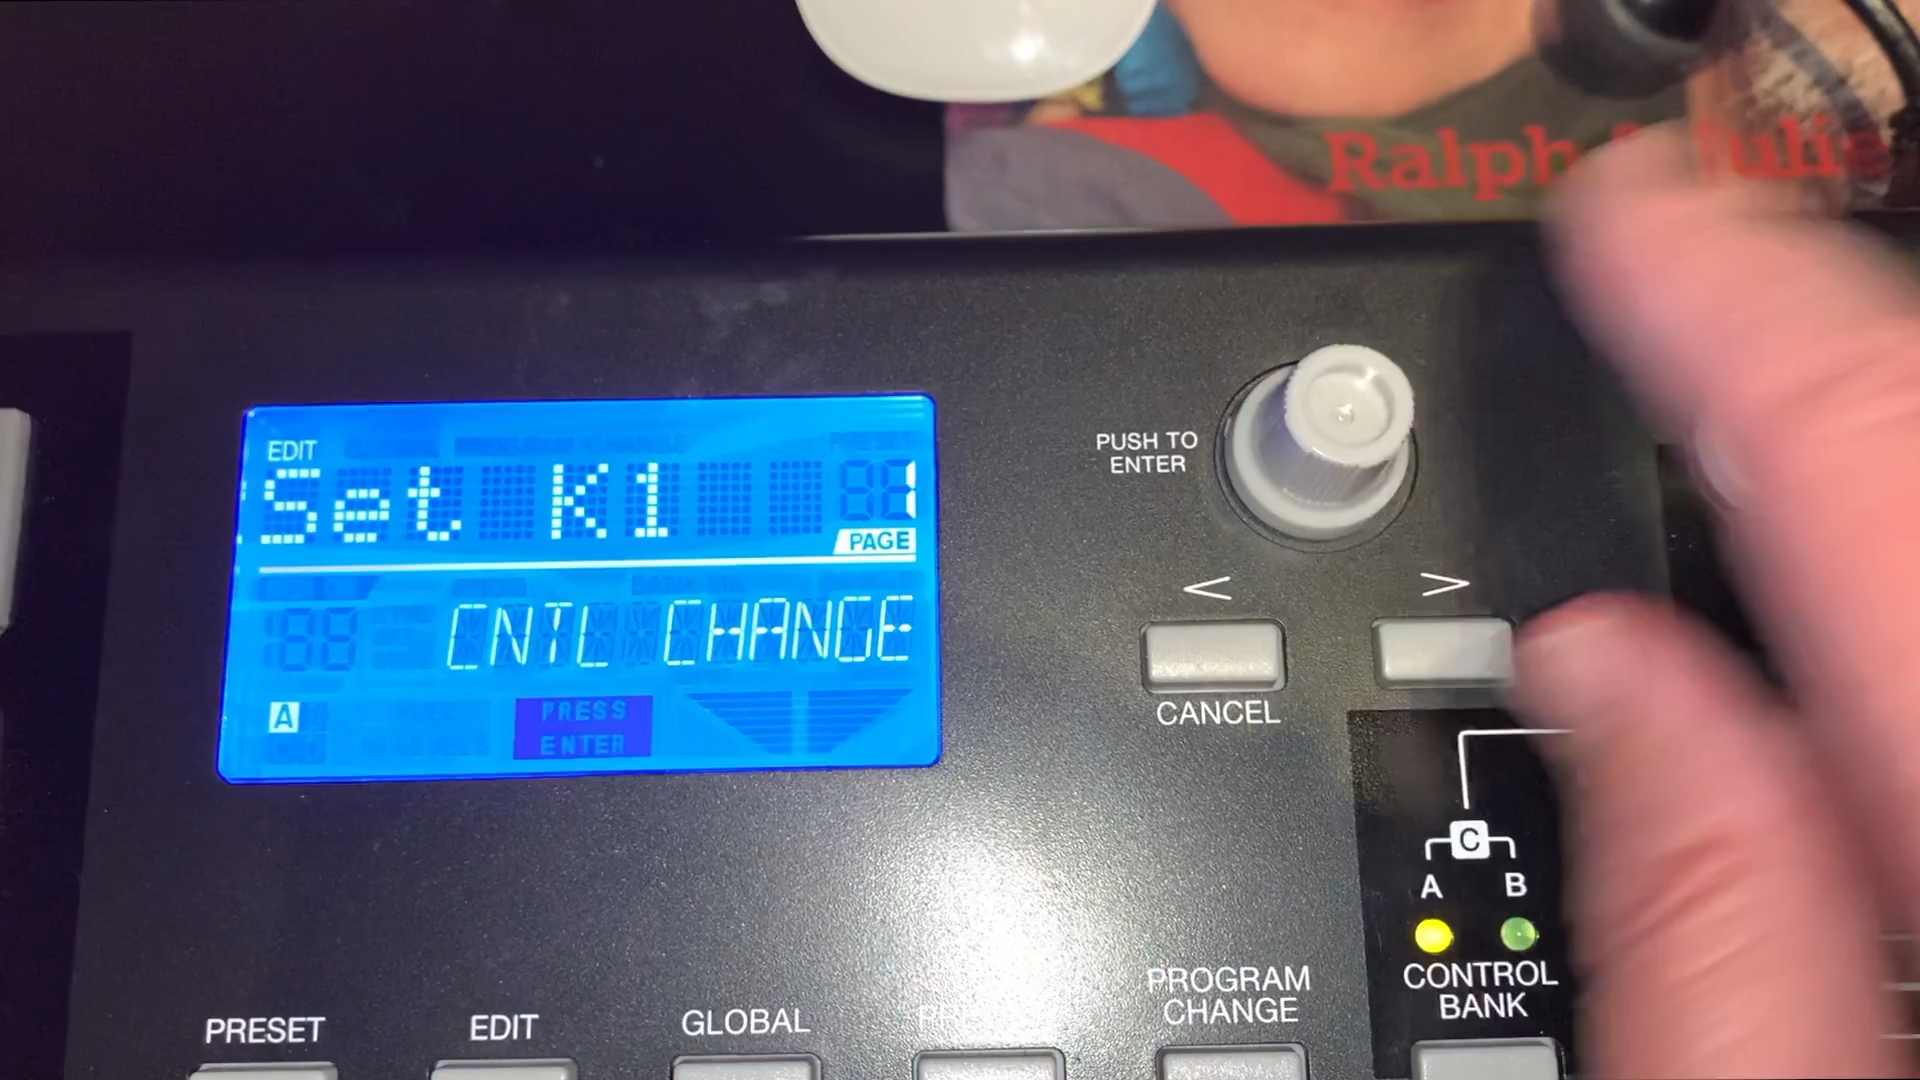 Ralph
EDIT
Set K1 1
PAGE
CNTL CHANGE
A
PRESS
ENTER
PUSH TO
ENTER
< >
CANCEL
C
A B
CONTROL
BANK
PROGRAM
CHANGE
PRESET
EDIT
GLOBAL